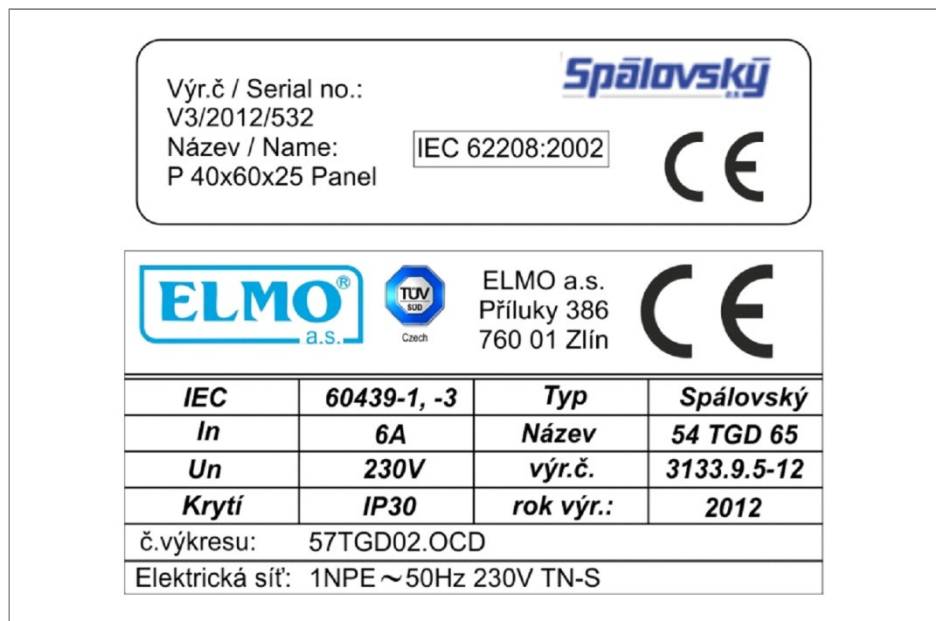 Spálovský
a.s.
Výr.č / Serial no.:
V3/2012/532
Název / Name:
P 40x60x25 Panel
IEC 62208:2002
CE
ELMO®
a.s.
TÜV
SÜD
Czech
ELMO a.s.
Příluky 386
760 01 Zlín
CE
IEC 60439-1, -3 Typ Spálovský
In 6A Název 54 TGD 65
Un 230V výr.č. 3133.9.5-12
Krytí IP30 rok výr.: 2012
č.výkresu: 57TGD02.OCD
Elektrická síť: 1NPE~50Hz 230V TN-S